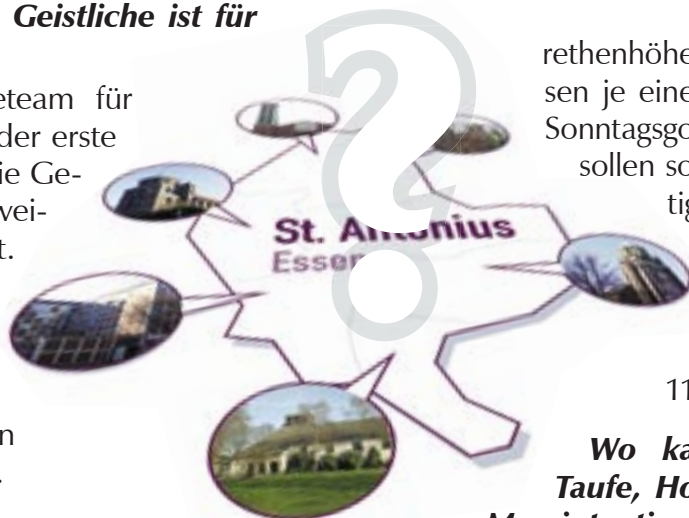 Geistliche ist für
eteam für
der erste
ie Ge-
wei-
t.
n
.
?
St. Antonius
Essen
rethenhöhe
sen je eine
Sonntagsgo
sollen so
tig
11
Wo ka
Taufe, Ho